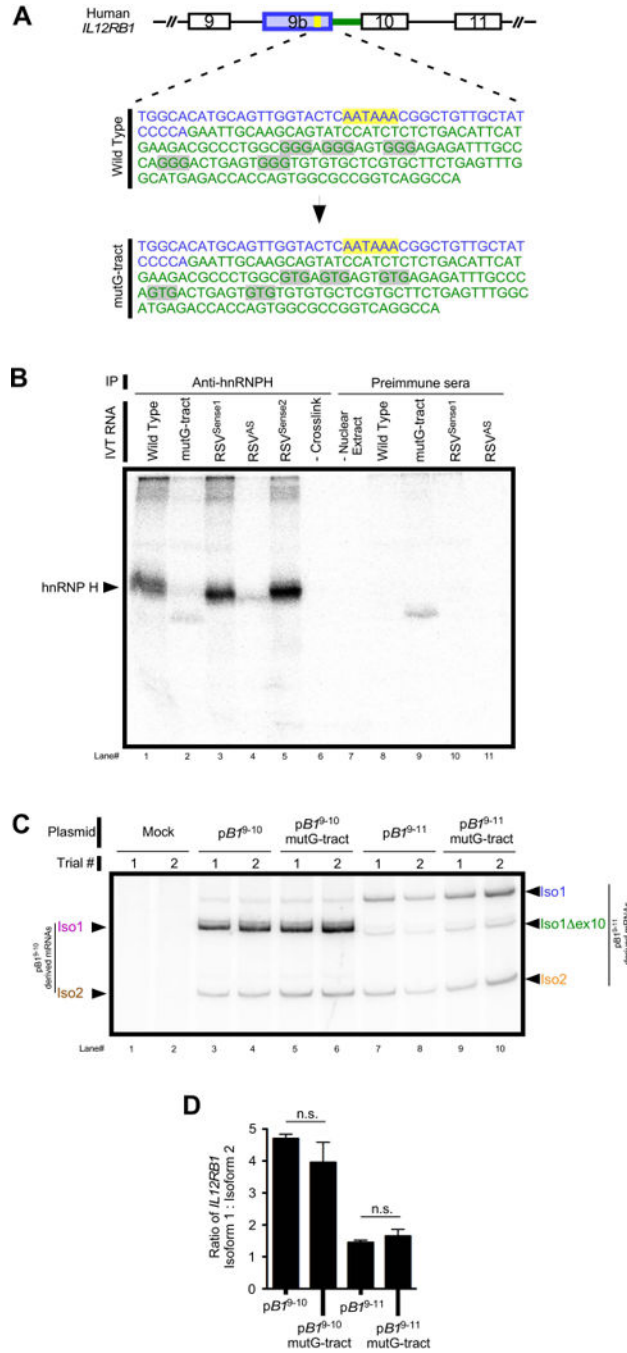 A
Human
IL12RB1
9 9b 10 11
Wild Type
TGGCACATGCAGTTGGTACTCAATAAACGGCTGTTGCTAT
CCCCAGAATTGCAAGCAGTATCCATCTCTCTGACATTCAT
GAAGACGCCCTGGCGGGAGGGAGTGGGAGAGATTTGCC
CAGGGACTGAGTGGGTGTGTGCTCGTGCTTCTGAGTTTG
GCATGAGACCACCAGTGGCGCCGGTCAGGCCA
mutG-tract
TGGCACATGCAGTTGGTACTCAATAAACGGCTGTTGCTAT
CCCCAGAATTGCAAGCAGTATCCATCTCTCTGACATTCAT
GAAGACGCCCTGGCGTGAGTGAGTGTGAGAGATTTGCCC
AGTGACTGAGTGTGTGTGTGCTCGTGCTTCTGAGTTTGGC
ATGAGACCACCAGTGGCGCCGGTCAGGCCA
B
IP Anti-hnRNPH Preimmune sera
IVT RNA Wild Type mutG-tract RSVSense1 RSVAS RSVSense2 - Crosslink - Nuclear Extract Wild Type mutG-tract RSVSense1 RSVAS
hnRNP H
Lane# 1 2 3 4 5 6 7 8 9 10 11
C
Plasmid Mock pB19-10 pB19-10 mutG-tract pB19-11 pB19-11 mutG-tract
Trial # 1 2 1 2 1 2 1 2 1 2
Iso1
Iso2
pB19-10 derived mRNAs
Iso1
Iso1Δex10
Iso2
pB19-11 derived mRNAs
Lane# 1 2 3 4 5 6 7 8 9 10
D
Ratio of IL12RB1
Isoform 1 : Isoform 2
5
4
3
2
1
0
n.s.
n.s.
pB19-10
pB19-10 mutG-tract
pB19-11
pB19-11 mutG-tract